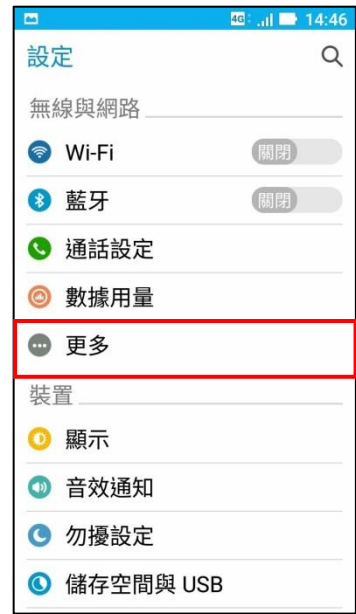 4G 14:46
設定
無線與網路
Wi-Fi 關閉
藍牙 關閉
通話設定
數據用量
更多
裝置
顯示
音效通知
勿擾設定
儲存空間與 USB